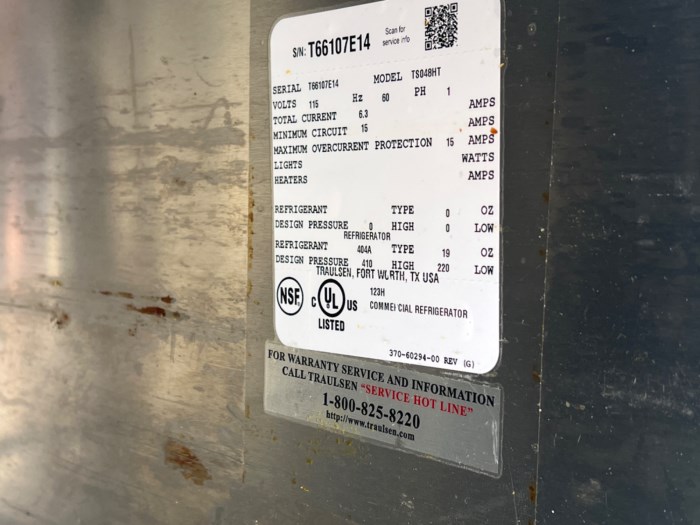 S/N: T66107E14
Scan for
service info
SERIAL T66107E14 MODEL TS048HT
VOLTS 115 Hz 60 PH 1
TOTAL CURRENT 6.3 AMPS
MINIMUM CIRCUIT 15 AMPS
MAXIMUM OVERCURRENT PROTECTION 15 AMPS
LIGHTS WATTS
HEATERS AMPS
REFRIGERANT TYPE 0 OZ
DESIGN PRESSURE 0 HIGH 0 LOW
REFRIGERATOR
REFRIGERANT 404A TYPE 19 OZ
DESIGN PRESSURE 410 HIGH 220 LOW
TRAULSEN, FORT WORTH, TX USA
NSF
C UL US
LISTED
123H
COMMERCIAL REFRIGERATOR
370-60294-00 REV (G)
FOR WARRANTY SERVICE AND INFORMATION
CALL TRAULSEN "SERVICE HOT LINE"
1-800-825-8220
http://www.traulsen.com